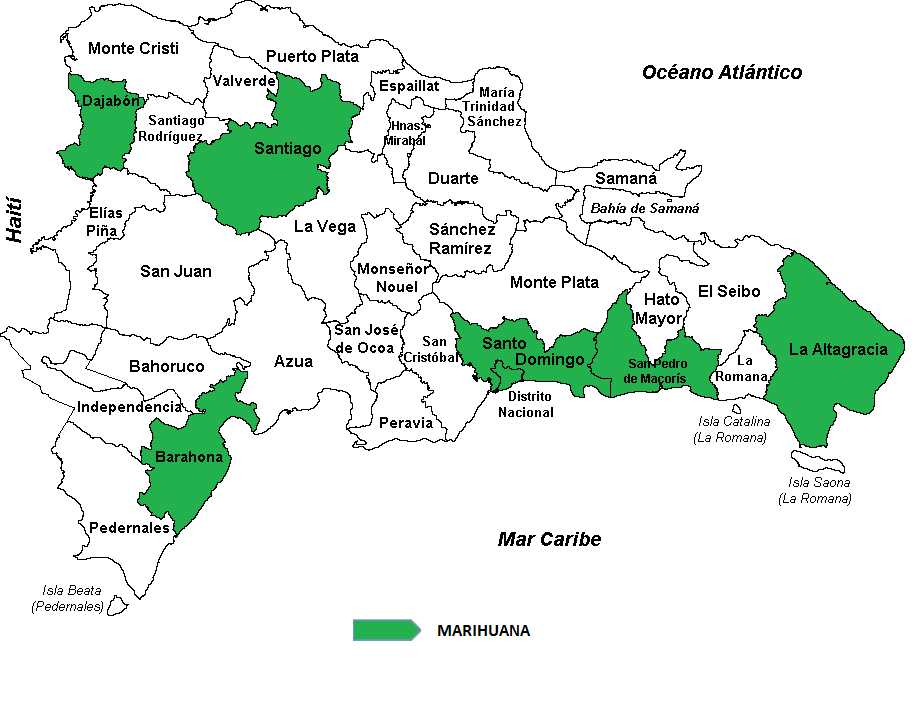 Monte Cristi
Puerto Plata
Océano Atlántico
Valverde
Espaillat
Dajabón
María
Trinidad
Sánchez
Santiago
Rodríguez
Hnas.
Mirabál
Santiago
Duarte
Samaná
Bahía de Samaná
Haití
Elías
Piña
La Vega
Sánchez
Ramírez
San Juan
Monseñor
Nouel
Monte Plata
Hato
Mayor
El Seibo
San José
de Ocoa
San
Cristóbal
Santo
Domingo
La Altagracia
Bahoruco
Azua
San Pedro
de Macorís
La
Romana
Independencia
Distrito
Nacional
Peravia
Isla Catalina
(La Romana)
Barahona
Isla Saona
(La Romana)
Pedernales
Mar Caribe
Isla Beata
(Pedernales)
MARIHUANA